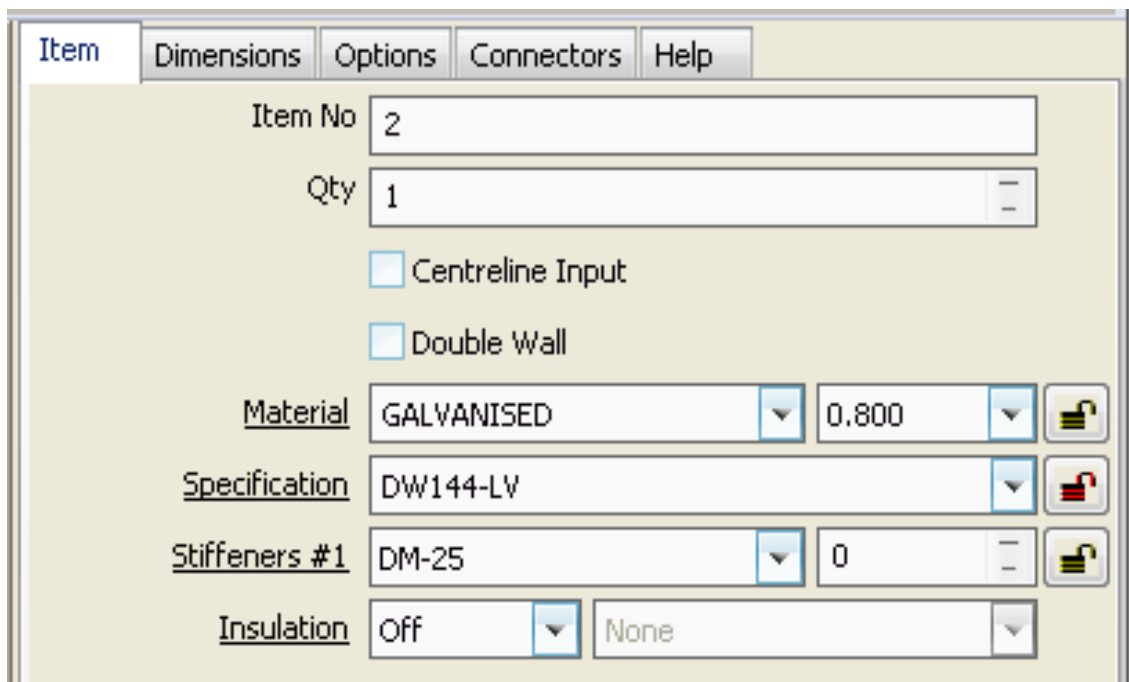 Item Dimensions Options Connectors Help
Item No 2
Qty 1
Centreline Input
Double Wall
Material GALVANISED 0.800
Specification DW144-LV
Stiffeners #1 DM-25 0
Insulation Off None